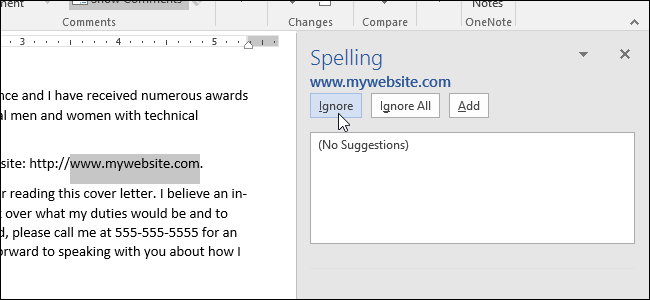 Show Comments
Notes
Comments Changes Compare OneNote
3 4 5
Spelling
www.mywebsite.com
Ignore Ignore All Add
(No Suggestions)
nce and I have received numerous awards
al men and women with technical
site: http://www.mywebsite.com.
r reading this cover letter. I believe an in-
t over what my duties would be and to
d, please call me at 555-555-5555 for an
orward to speaking with you about how I